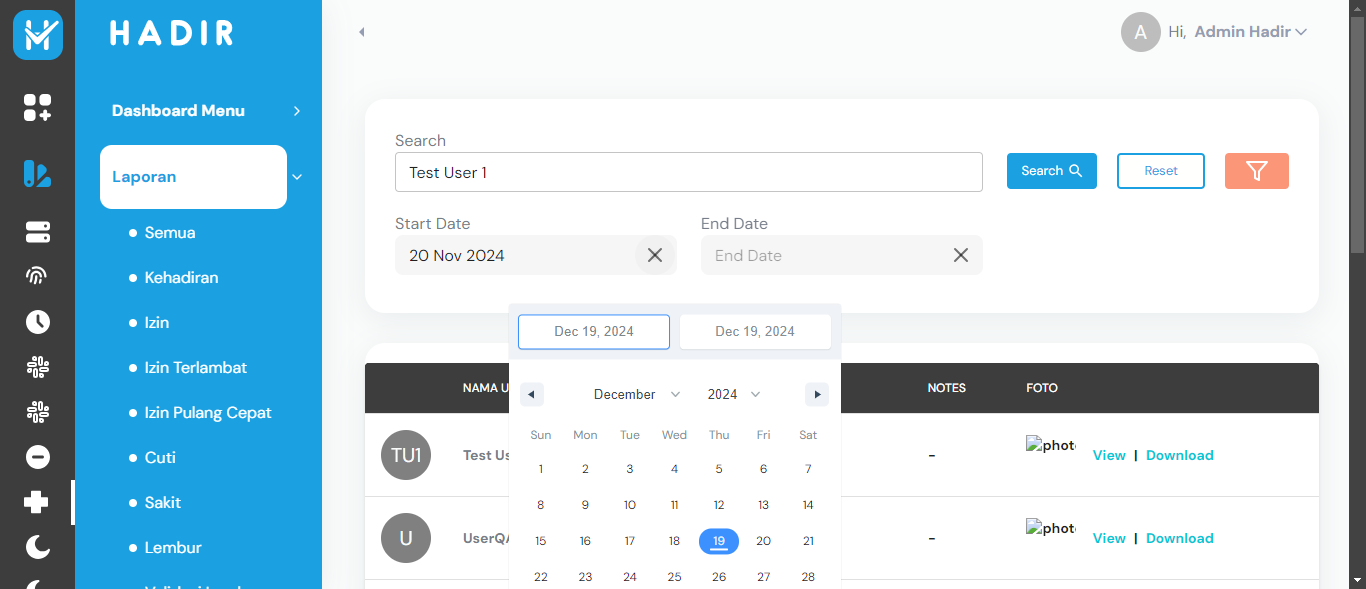 HADIR
A Hi, Admin Hadir
Dashboard Menu
Laporan
Semua
Kehadiran
Izin
Izin Terlambat
Izin Pulang Cepat
Cuti
Sakit
Lembur
Search
Test User 1
Search
Reset
Start Date
End Date
20 Nov 2024
End Date
Dec 19, 2024
Dec 19, 2024
NAMA U
NOTES
FOTO
December
2024
Sun Mon Tue Wed Thu Fri Sat
1 2 3 4 5 6 7
8 9 10 11 12 13 14
15 16 17 18 19 20 21
22 23 24 25 26 27 28
TU1
Test Us
-
phot
View | Download
U
UserQA
-
phot
View | Download